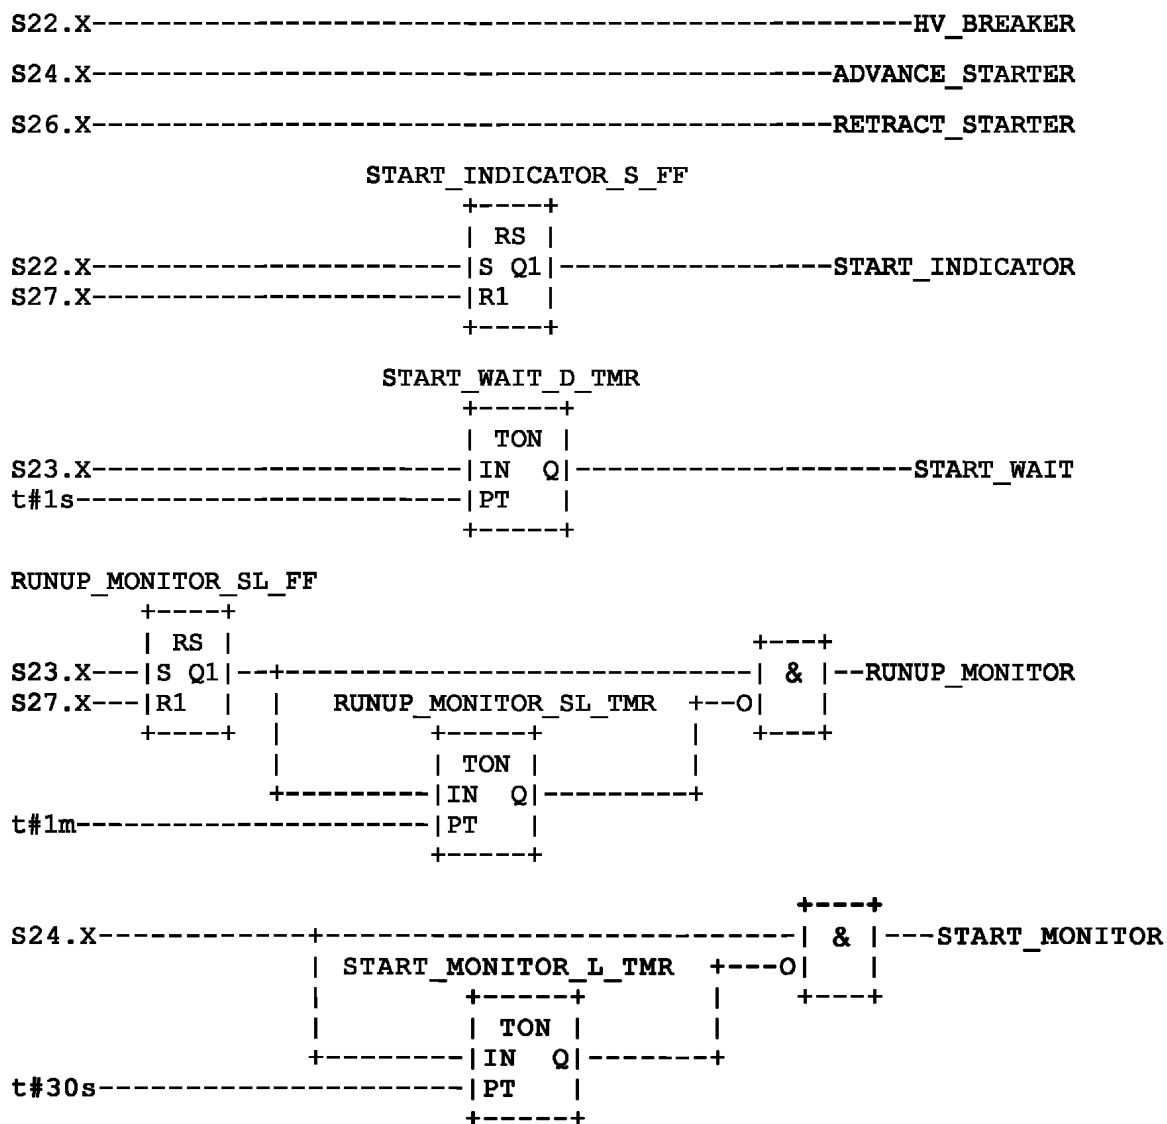 S22.X----------------------------------------------------HV_BREAKER
S24.X----------------------------------------------ADVANCE_STARTER
S26.X----------------------------------------------RETRACT_STARTER
START_INDICATOR_S_FF
+----+
| RS |
S22.X-----------------------|S Q1|-----------------START_INDICATOR
S27.X-----------------------|R1  |
+----+
START_WAIT_D_TMR
+-----+
| TON |
S23.X-----------------------|IN  Q|---------------------START_WAIT
t#1s------------------------|PT   |
+-----+
RUNUP_MONITOR_SL_FF
+----+
| RS |                                +---+
S23.X---|S Q1|--+-----------------------------| & |--RUNUP_MONITOR
S27.X---|R1  |  |   RUNUP_MONITOR_SL_TMR  +--O|   |
+----+  |         +-----+         |   +---+
|         | TON |         |
+---------|IN  Q|---------+
t#1m----------------------|PT   |
+-----+
+---+
S24.X-------------+-----------------------------| & |---START_MONITOR
| START_MONITOR_L_TMR  +---O|   |
|         +-----+        |    +---+
|         | TON |        |
+---------|IN  Q|--------+
t#30s-----------------------|PT   |
+-----+